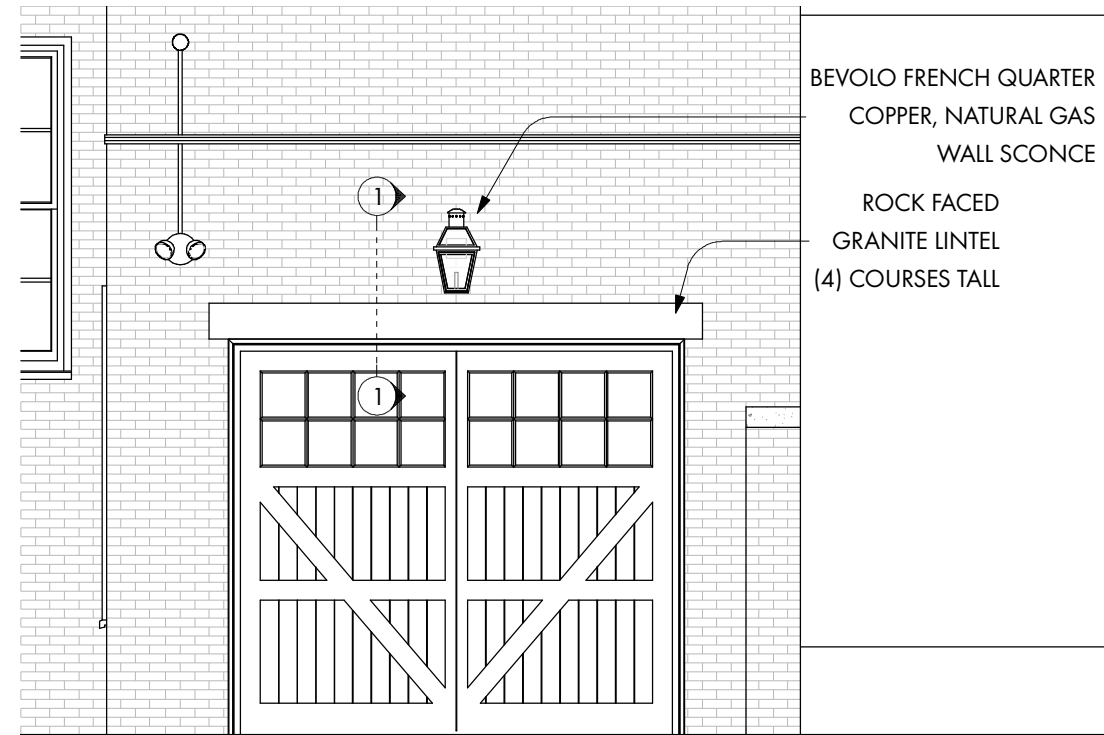 BEVOLO FRENCH QUARTER
COPPER, NATURAL GAS
WALL SCONCE
ROCK FACED
GRANITE LINTEL
(4) COURSES TALL
1
1